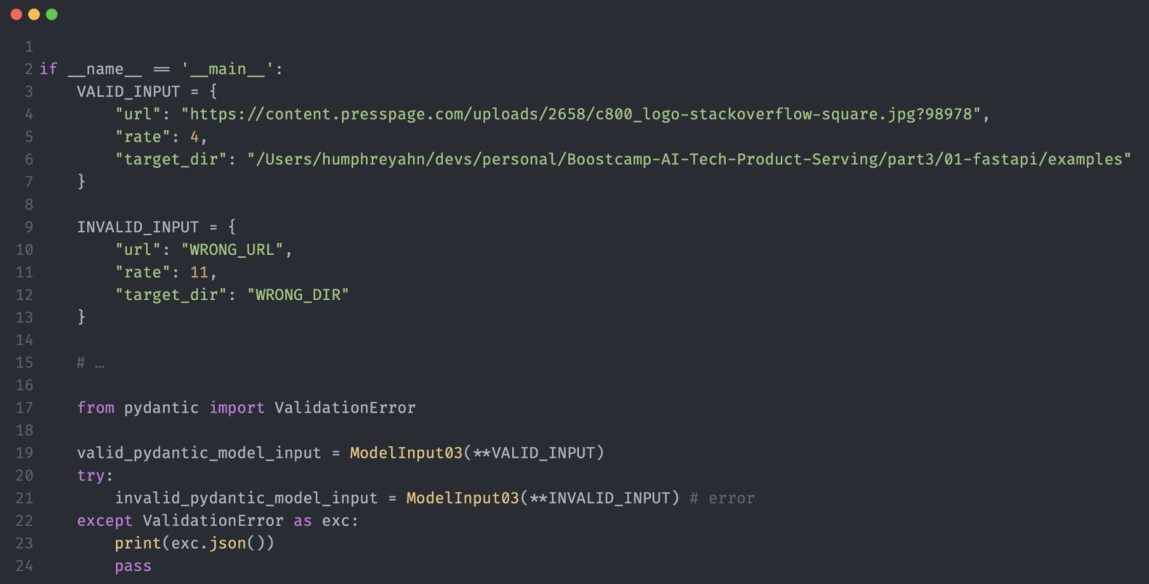 1
2 if __name__ == '__main__':
3     VALID_INPUT = {
4         "url": "https://content.presspage.com/uploads/2658/c800_logo-stackoverflow-square.jpg?98978",
5         "rate": 4,
6         "target_dir": "/Users/humphreyahn/devs/personal/Boostcamp-AI-Tech-Product-Serving/part3/01-fastapi/examples"
7     }
8
9     INVALID_INPUT = {
10         "url": "WRONG_URL",
11         "rate": 11,
12         "target_dir": "WRONG_DIR"
13     }
14
15     # …
16
17     from pydantic import ValidationError
18
19     valid_pydantic_model_input = ModelInput03(**VALID_INPUT)
20     try:
21         invalid_pydantic_model_input = ModelInput03(**INVALID_INPUT) # error
22     except ValidationError as exc:
23         print(exc.json())
24         pass